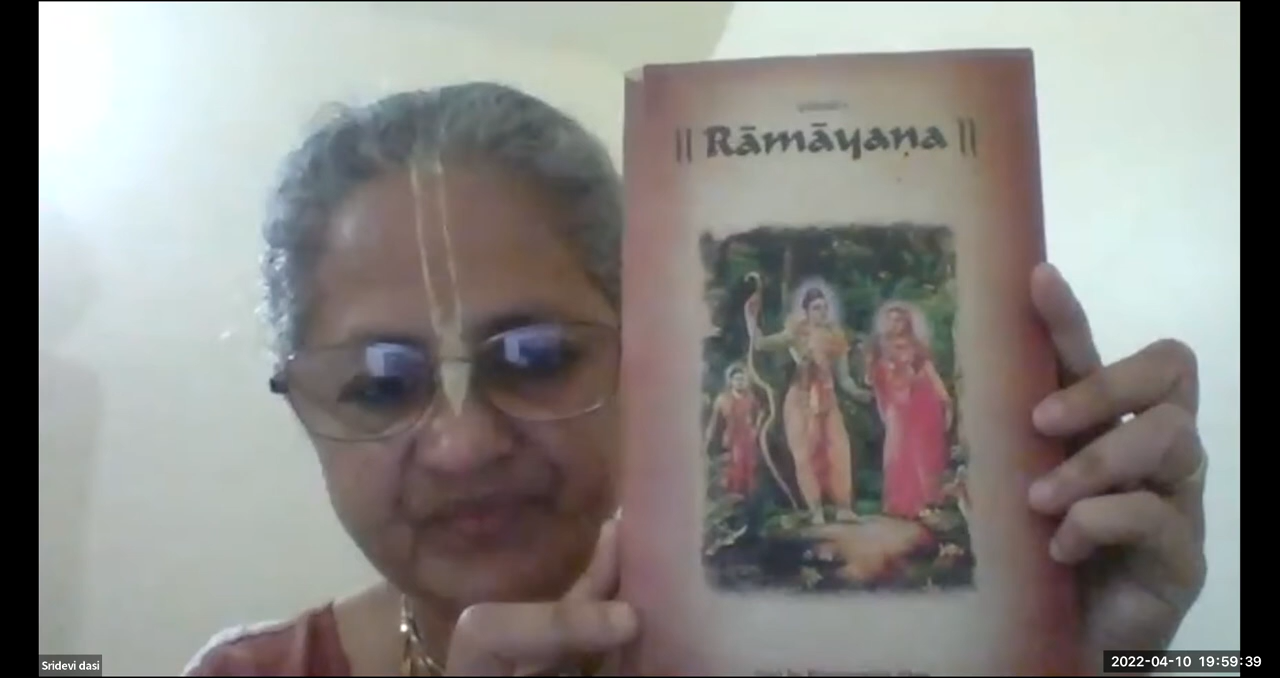 || Rāmāyaṇa ||
Sridevi dasi
2022-04-10 19:59:39